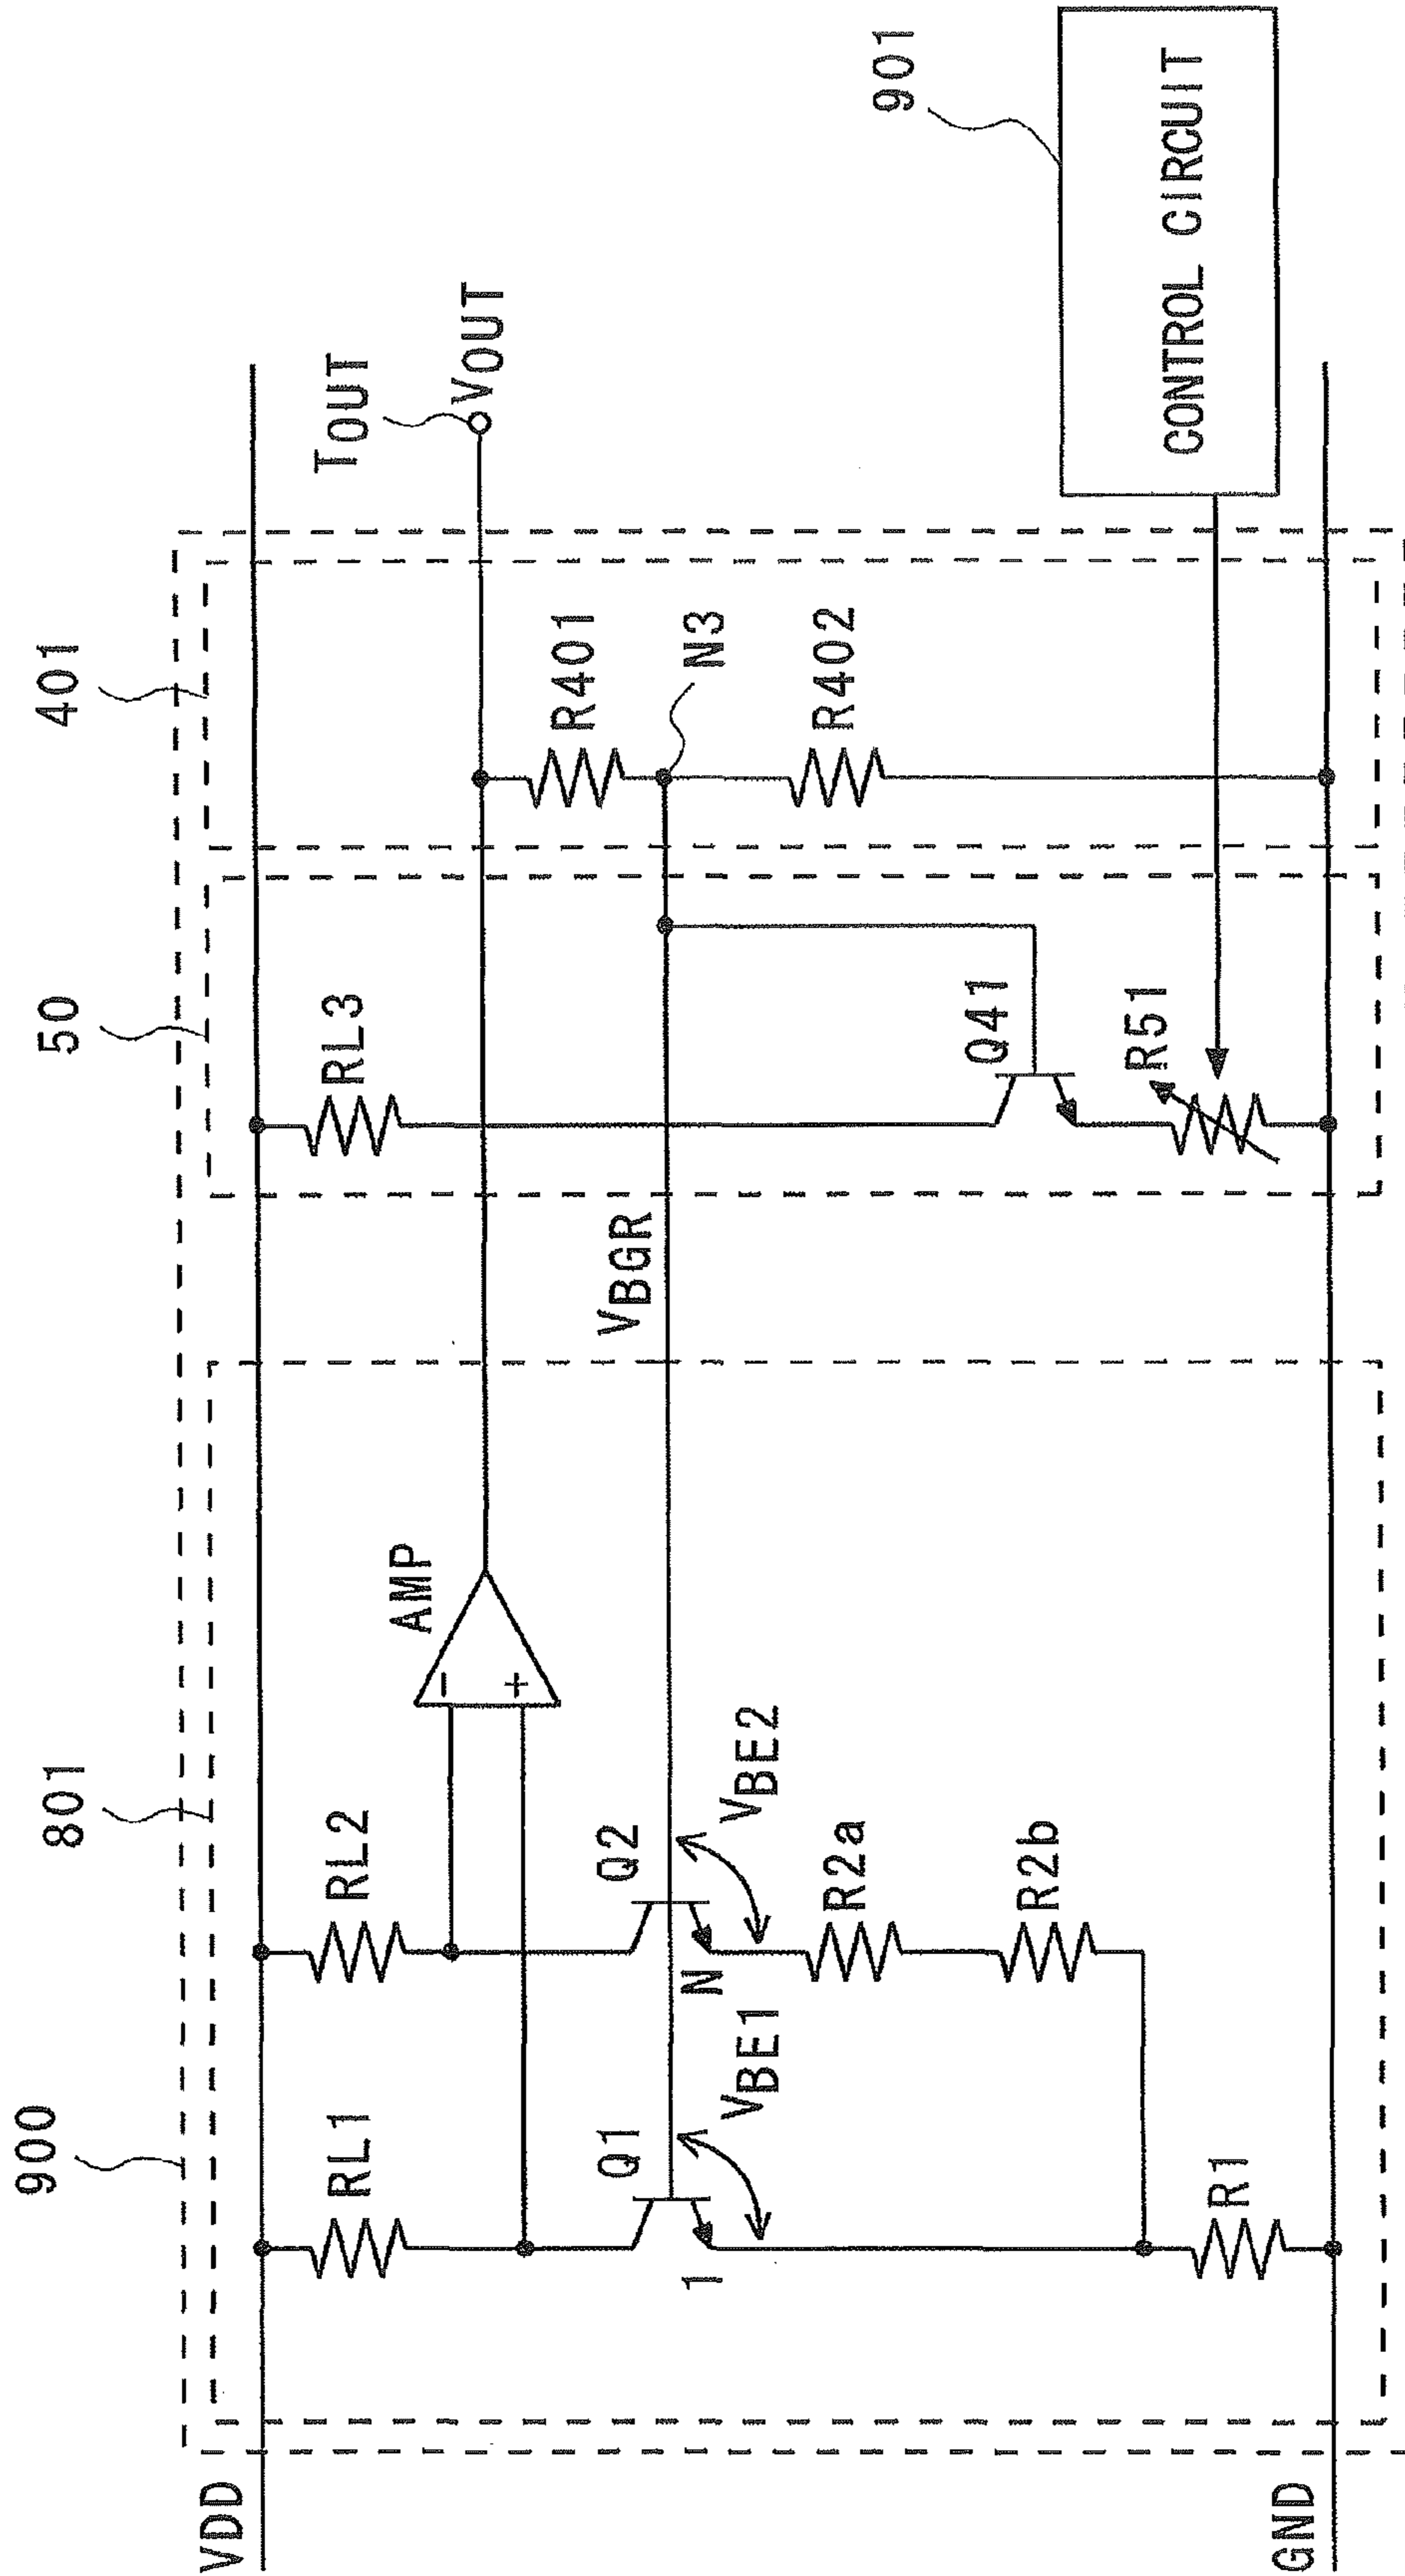 900
801
50
401
VDD
RL1
RL2
AMP
-
+
RL3
TOUT
VOUT
Q1
1
VBE1
Q2
N
VBE2
VBGR
R401
N3
R402
R2a
R2b
R1
Q41
R51
901
CONTROL CIRCUIT
GND